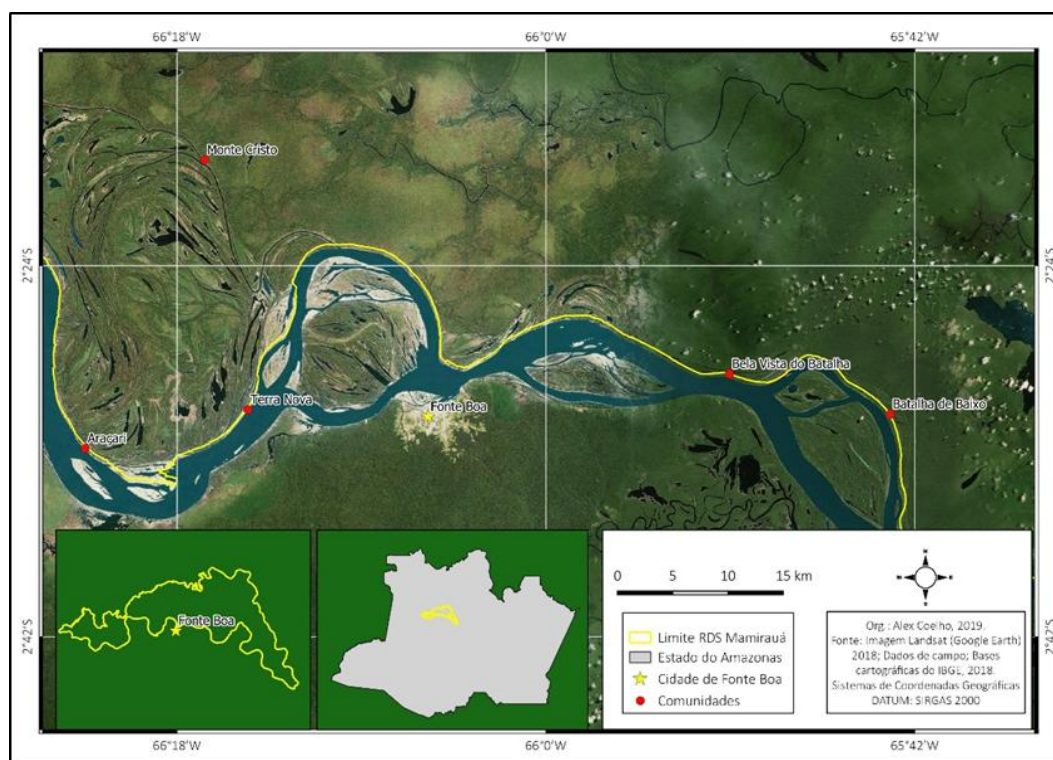 66°18'W 66°0'W 65°42'W
Monte Cristo
2°24'S 2°24'S
Bela Vista do Batalha
Terra Nova
Fonte Boa
Batalha de Baixo
Araçari
Fonte Boa
0 5 10 15 km
Limite RDS Mamirauá
Estado do Amazonas
Cidade de Fonte Boa
Comunidades
Org.: Alex Coelho, 2019.
Fonte: Imagem Landsat (Google Earth)
2018; Dados de campo; Bases
cartográficas do IBGE, 2018.
Sistemas de Coordenadas Geográficas
DATUM: SIRGAS 2000
2°42'S 2°42'S
66°18'W 66°0'W 65°42'W